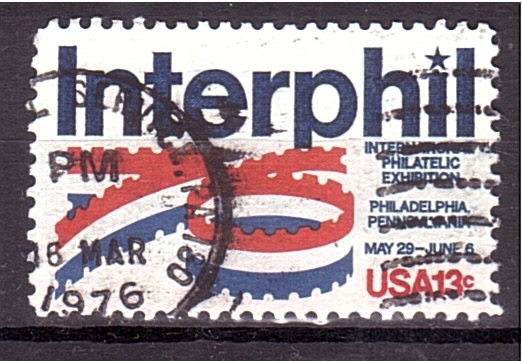 Interphil
INTERNATIONAL
PHILATELIC
EXHIBITION
PHILADELPHIA,
PENNSYLVANIA
MAY 29–JUNE 6
USA13c
PM
MAR
1976